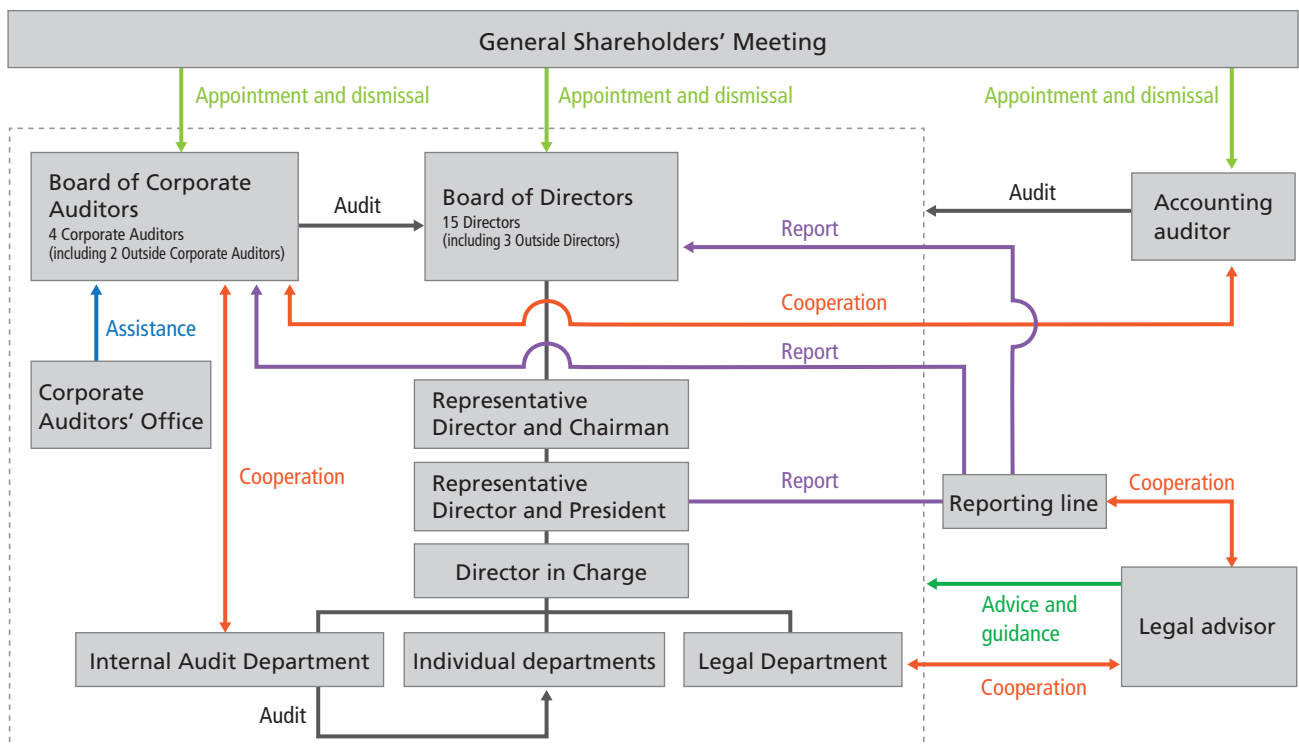 General Shareholders' Meeting
Appointment and dismissal
Appointment and dismissal
Appointment and dismissal
Board of Corporate
Auditors
4 Corporate Auditors
(including 2 Outside Corporate Auditors)
Audit
Board of Directors
15 Directors
(including 3 Outside Directors)
Report
Audit
Accounting
auditor
Cooperation
Assistance
Report
Corporate
Auditors' Office
Representative
Director and Chairman
Cooperation
Representative
Director and President
Report
Reporting line
Cooperation
Director in Charge
Advice and
guidance
Legal advisor
Internal Audit Department
Individual departments
Legal Department
Cooperation
Audit